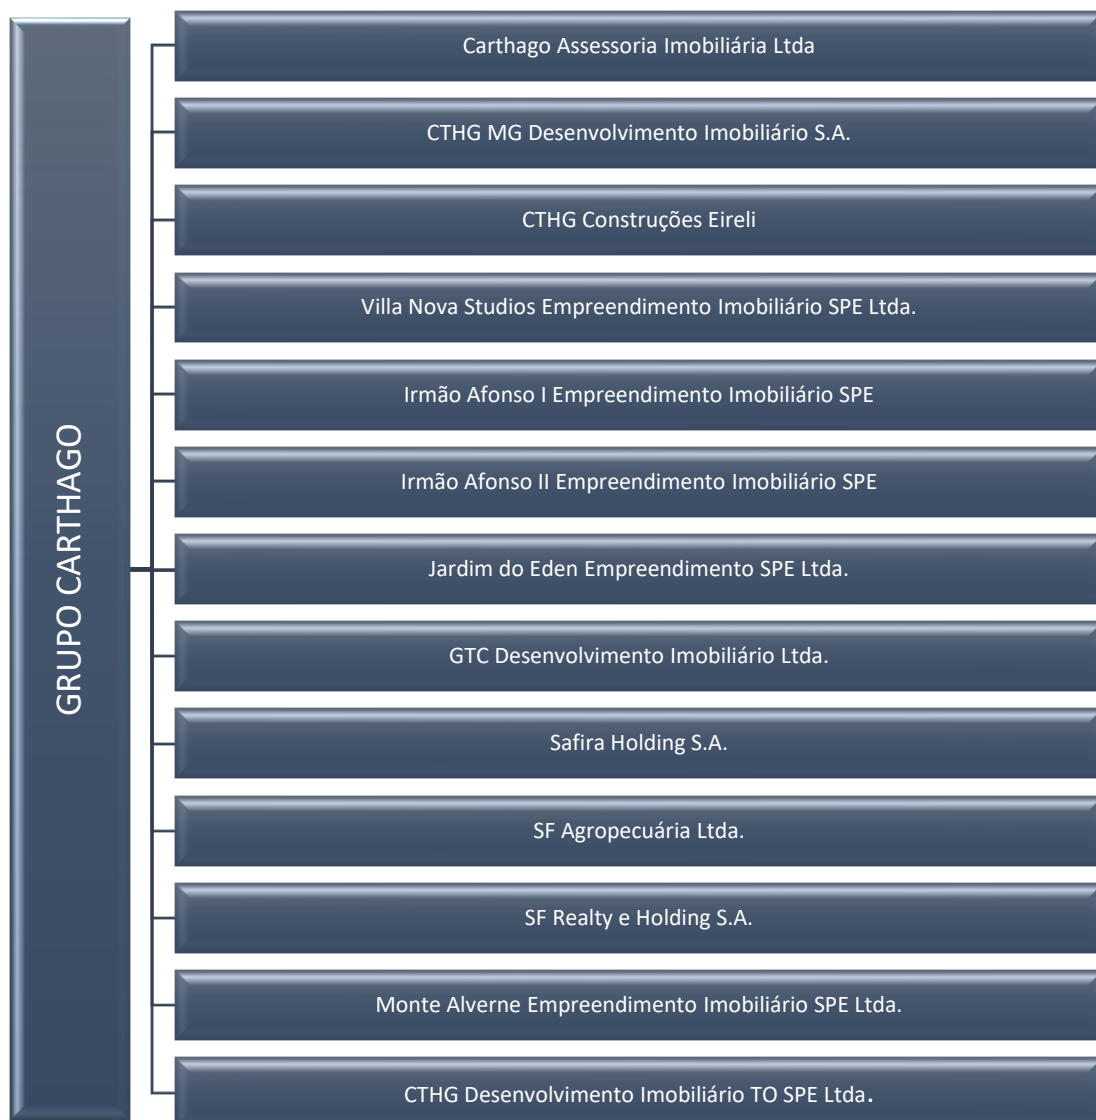 GRUPO CARTHAGO
Carthago Assessoria Imobiliária Ltda
CTHG MG Desenvolvimento Imobiliário S.A.
CTHG Construções Eireli
Villa Nova Studios Empreendimento Imobiliário SPE Ltda.
Irmão Afonso I Empreendimento Imobiliário SPE
Irmão Afonso II Empreendimento Imobiliário SPE
Jardim do Eden Empreendimento SPE Ltda.
GTC Desenvolvimento Imobiliário Ltda.
Safira Holding S.A.
SF Agropecuária Ltda.
SF Realty e Holding S.A.
Monte Alverne Empreendimento Imobiliário SPE Ltda.
CTHG Desenvolvimento Imobiliário TO SPE Ltda.